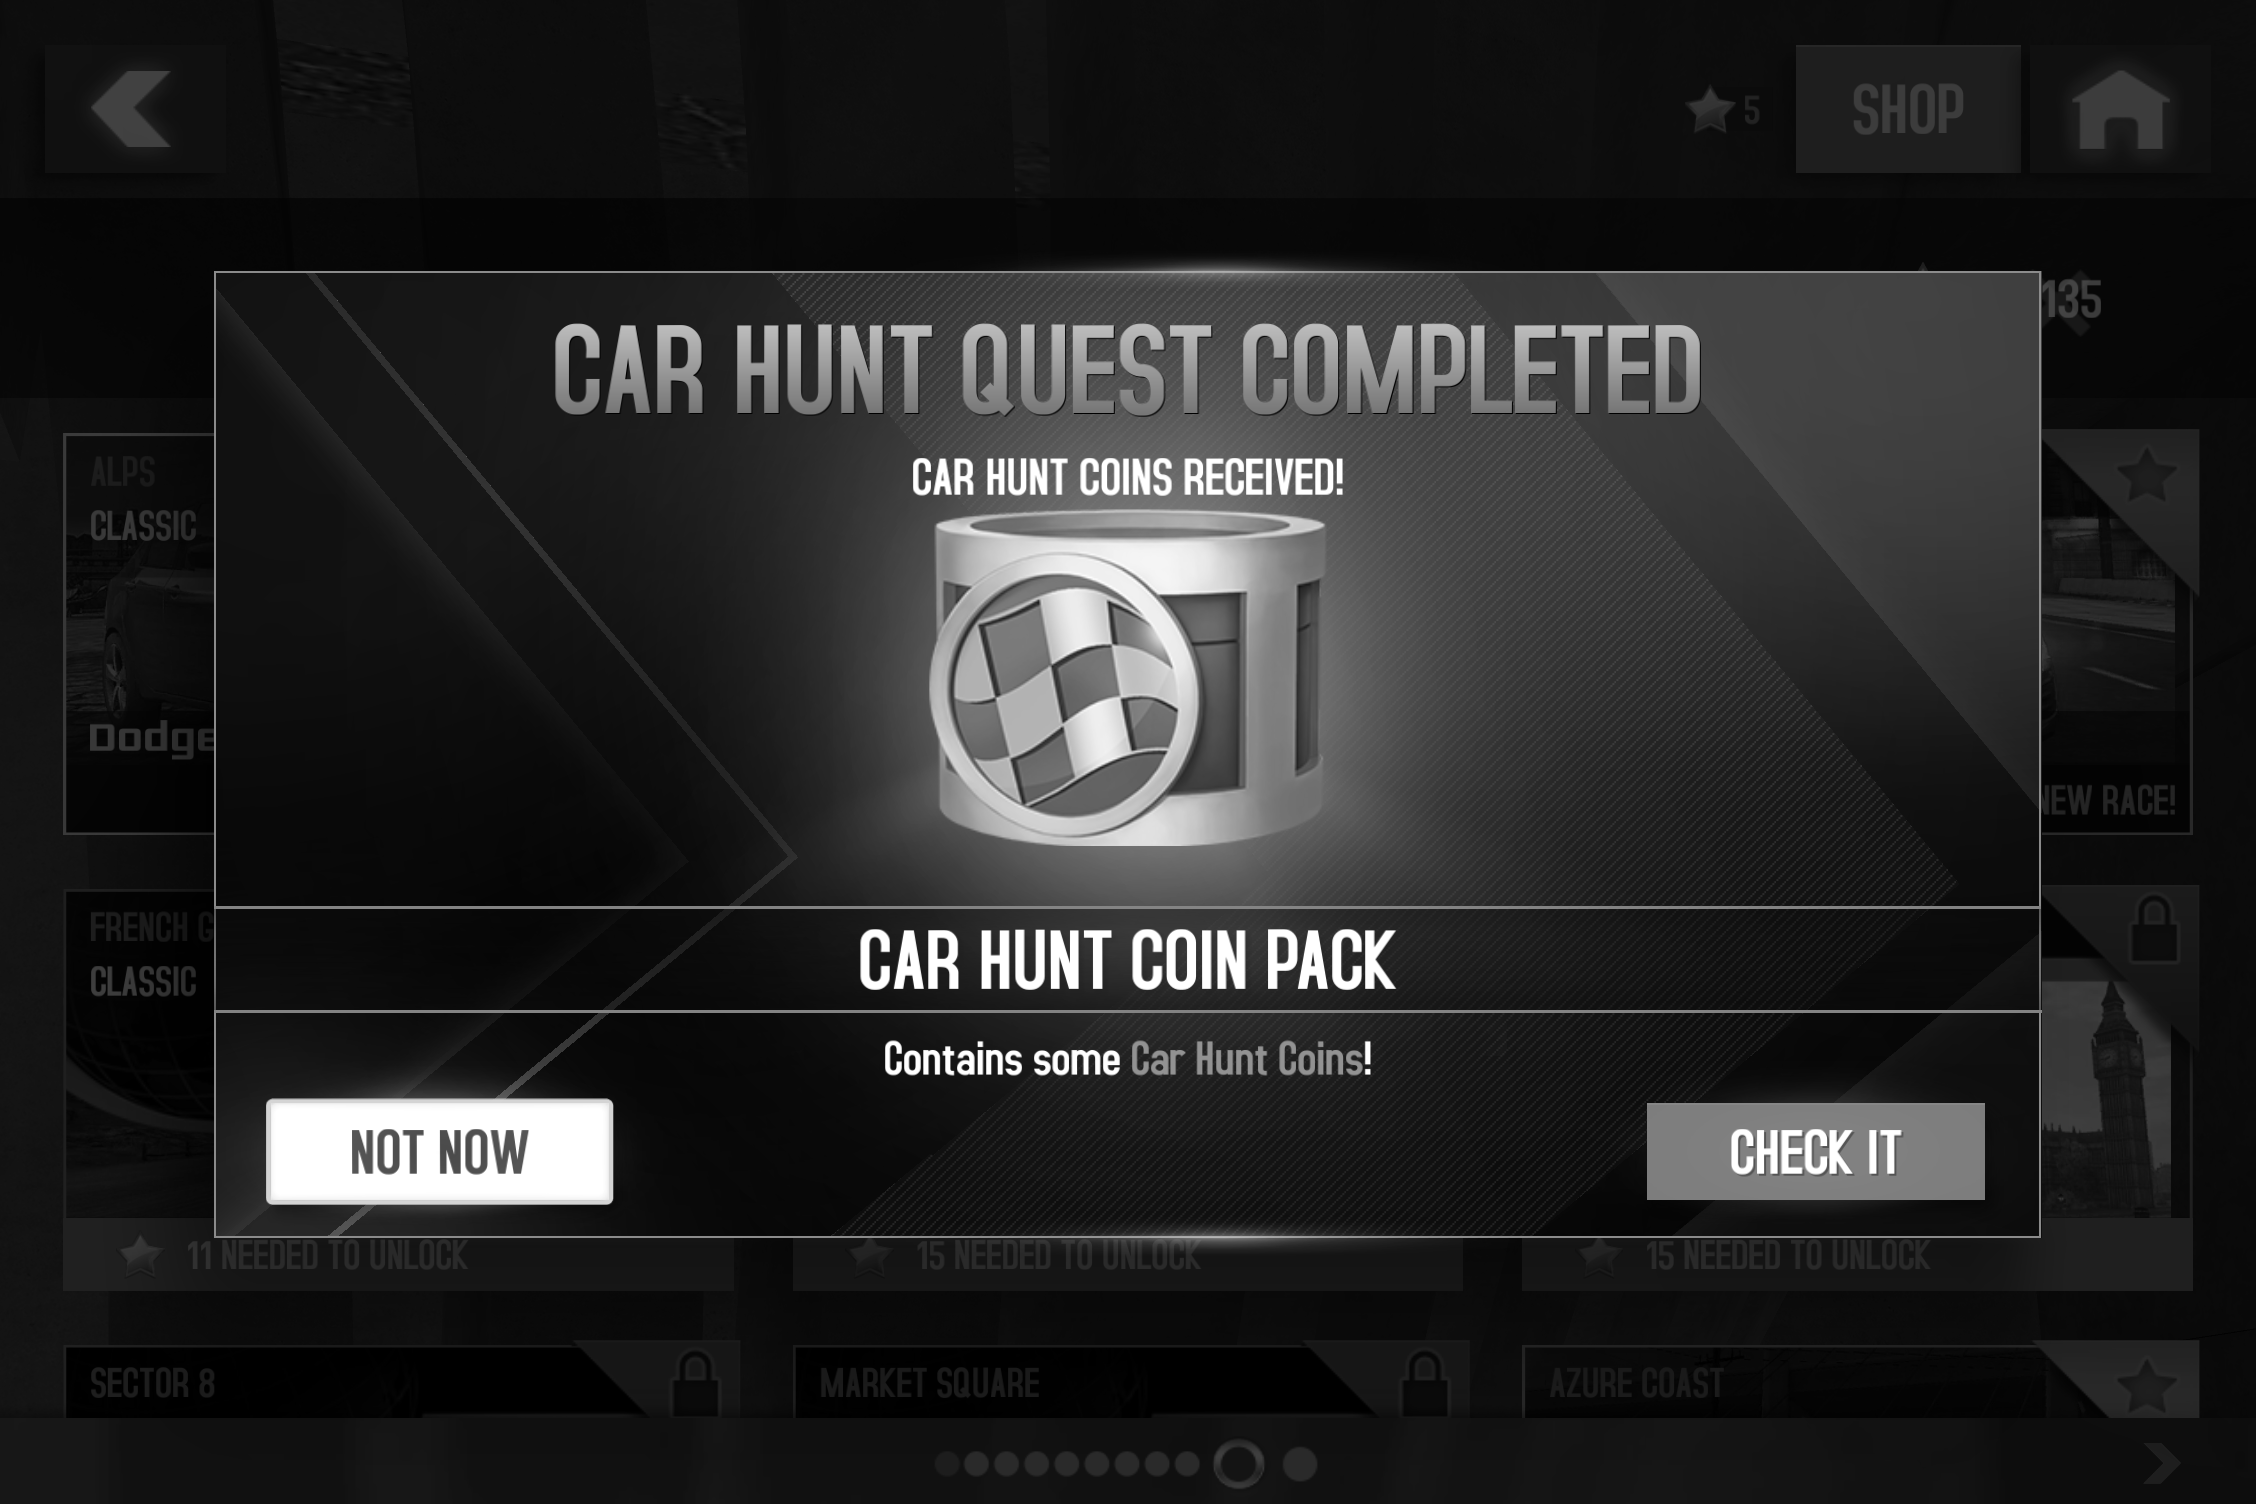 5
SHOP
135
CAR HUNT QUEST COMPLETED
CAR HUNT COINS RECEIVED!
ALPS
CLASSIC
Dodge
NEW RACE!
FRENCH G
CLASSIC
CAR HUNT COIN PACK
Contains some Car Hunt Coins!
NOT NOW
CHECK IT
11 NEEDED TO UNLOCK
15 NEEDED TO UNLOCK
15 NEEDED TO UNLOCK
SECTOR 8
MARKET SQUARE
AZURE COAST